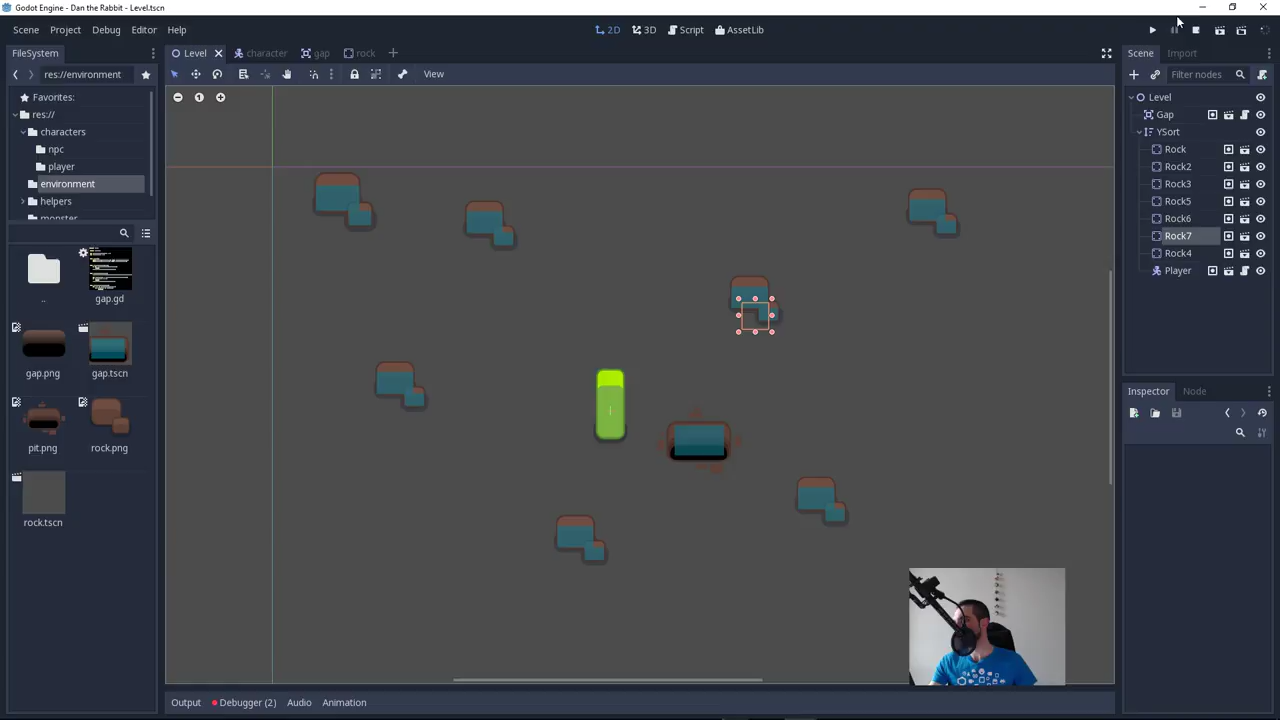 Godot Engine - Dan the Rabbit - Level.tscn
Scene Project Debug Editor Help
2D 3D Script AssetLib
FileSystem
Level character gap rock
Scene Import
res://environment
View
Filter nodes
Favorites:
res://
characters
npc
player
environment
helpers
monster
Level
Gap
YSort
Rock
Rock2
Rock3
Rock5
Rock6
Rock7
Rock4
Player
..
gap.gd
gap.png
gap.tscn
pit.png
rock.png
rock.tscn
Inspector Node
Output Debugger (2) Audio Animation